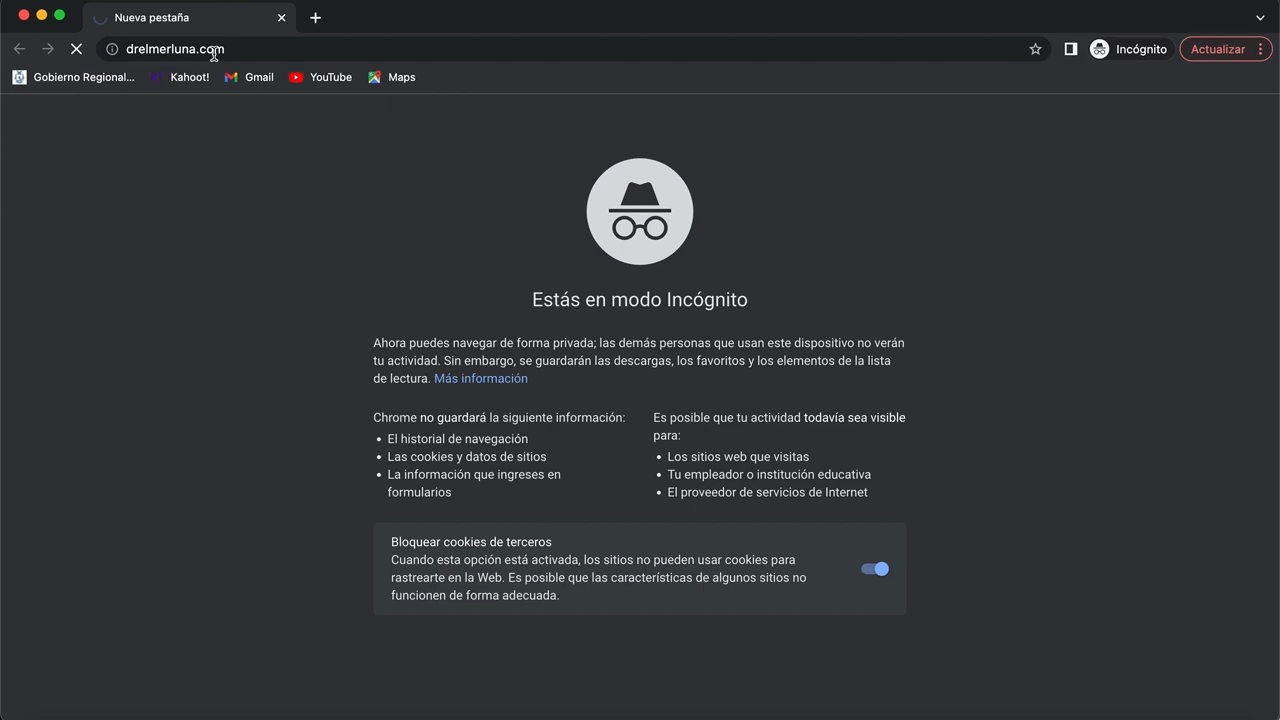 Nueva pestaña
drelmerluna.com
Incógnito
Actualizar
Gobierno Regional...
Kahoot!
Gmail
YouTube
Maps
Estás en modo Incógnito
Ahora puedes navegar de forma privada; las demás personas que usan este dispositivo no verán
tu actividad. Sin embargo, se guardarán las descargas, los favoritos y los elementos de la lista
de lectura. Más información
Chrome no guardará la siguiente información:
• El historial de navegación
• Las cookies y datos de sitios
• La información que ingreses en
formularios
Es posible que tu actividad todavía sea visible
para:
• Los sitios web que visitas
• Tu empleador o institución educativa
• El proveedor de servicios de Internet
Bloquear cookies de terceros
Cuando esta opción está activada, los sitios no pueden usar cookies para
rastrearte en la Web. Es posible que las características de algunos sitios no
funcionen de forma adecuada.